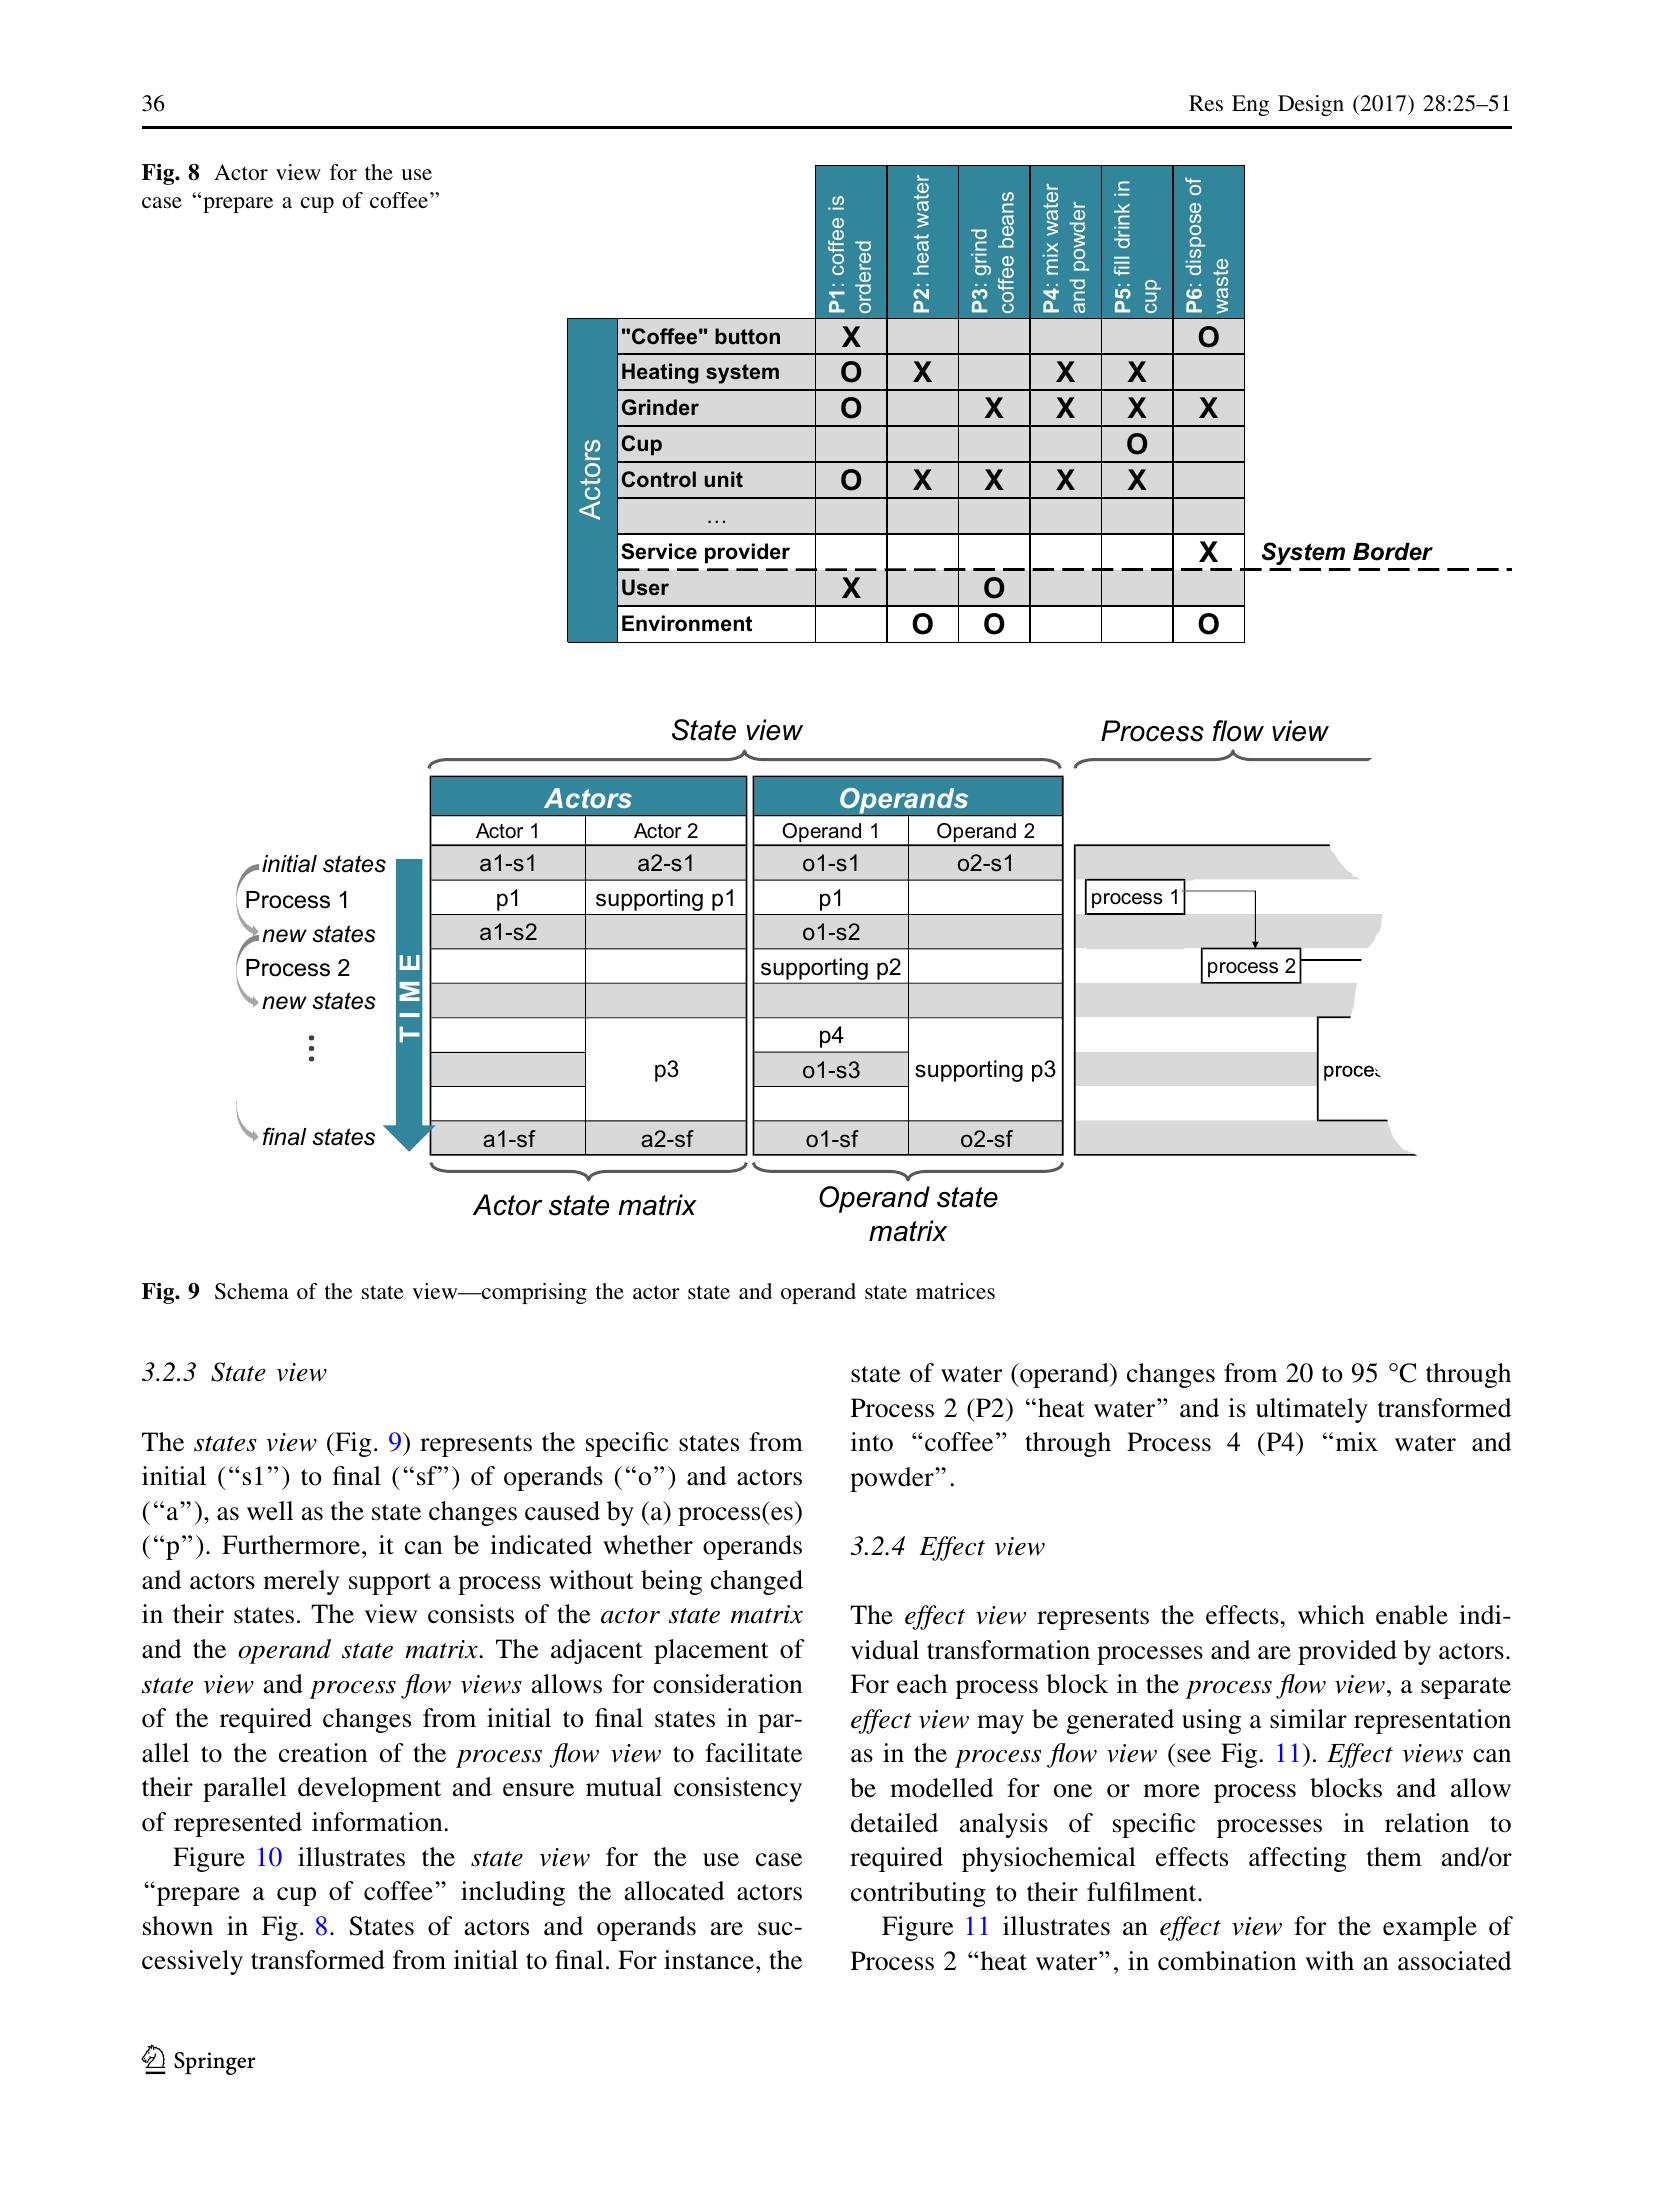 36
Res Eng Design (2017) 28:25–51
Fig. 8 Actor view for the use
case “prepare a cup of coffee”
P1: coffee is
ordered
P2: heat water
P3: grind
coffee beans
P4: mix water
and powder
P5: fill drink in
cup
P6: dispose of
waste
Actors
"Coffee" button X O
Heating system O X X X
Grinder O X X X X
Cup O
Control unit O X X X X
...
Service provider X
System Border
User X O
Environment O O O
State view
Process flow view
Actors
Operands
Actor 1 Actor 2 Operand 1 Operand 2
initial states a1-s1 a2-s1 o1-s1 o2-s1
Process 1 p1 supporting p1 p1 process 1
new states a1-s2 o1-s2
Process 2 supporting p2 process 2
new states
TIME
p4
p3 o1-s3 supporting p3 proces
final states a1-sf a2-sf o1-sf o2-sf
Actor state matrix
Operand state
matrix
Fig. 9 Schema of the state view—comprising the actor state and operand state matrices
3.2.3 State view
The states view (Fig. 9) represents the specific states from
initial (“s1”) to final (“sf”) of operands (“o”) and actors
(“a”), as well as the state changes caused by (a) process(es)
(“p”). Furthermore, it can be indicated whether operands
and actors merely support a process without being changed
in their states. The view consists of the actor state matrix
and the operand state matrix. The adjacent placement of
state view and process flow views allows for consideration
of the required changes from initial to final states in par-
allel to the creation of the process flow view to facilitate
their parallel development and ensure mutual consistency
of represented information.
Figure 10 illustrates the state view for the use case
“prepare a cup of coffee” including the allocated actors
shown in Fig. 8. States of actors and operands are suc-
cessively transformed from initial to final. For instance, the
state of water (operand) changes from 20 to 95 °C through
Process 2 (P2) “heat water” and is ultimately transformed
into “coffee” through Process 4 (P4) “mix water and
powder”.
3.2.4 Effect view
The effect view represents the effects, which enable indi-
vidual transformation processes and are provided by actors.
For each process block in the process flow view, a separate
effect view may be generated using a similar representation
as in the process flow view (see Fig. 11). Effect views can
be modelled for one or more process blocks and allow
detailed analysis of specific processes in relation to
required physiochemical effects affecting them and/or
contributing to their fulfilment.
Figure 11 illustrates an effect view for the example of
Process 2 “heat water”, in combination with an associated
Springer